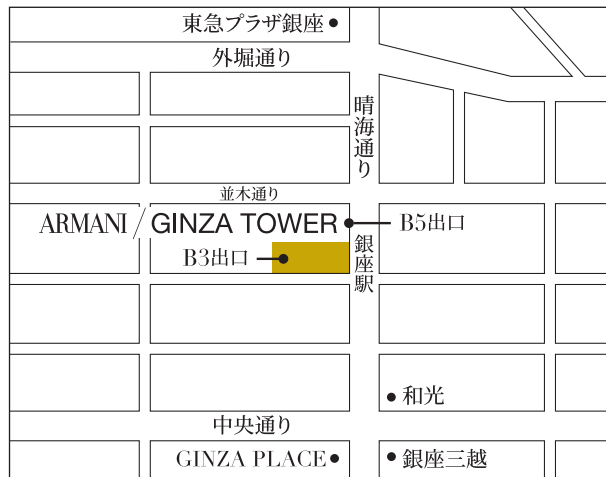 東急プラザ銀座
外堀通り
晴海通り
並木通り
ARMANI / GINZA TOWER
B5出口
B3出口
銀座駅
和光
中央通り
GINZA PLACE
銀座三越